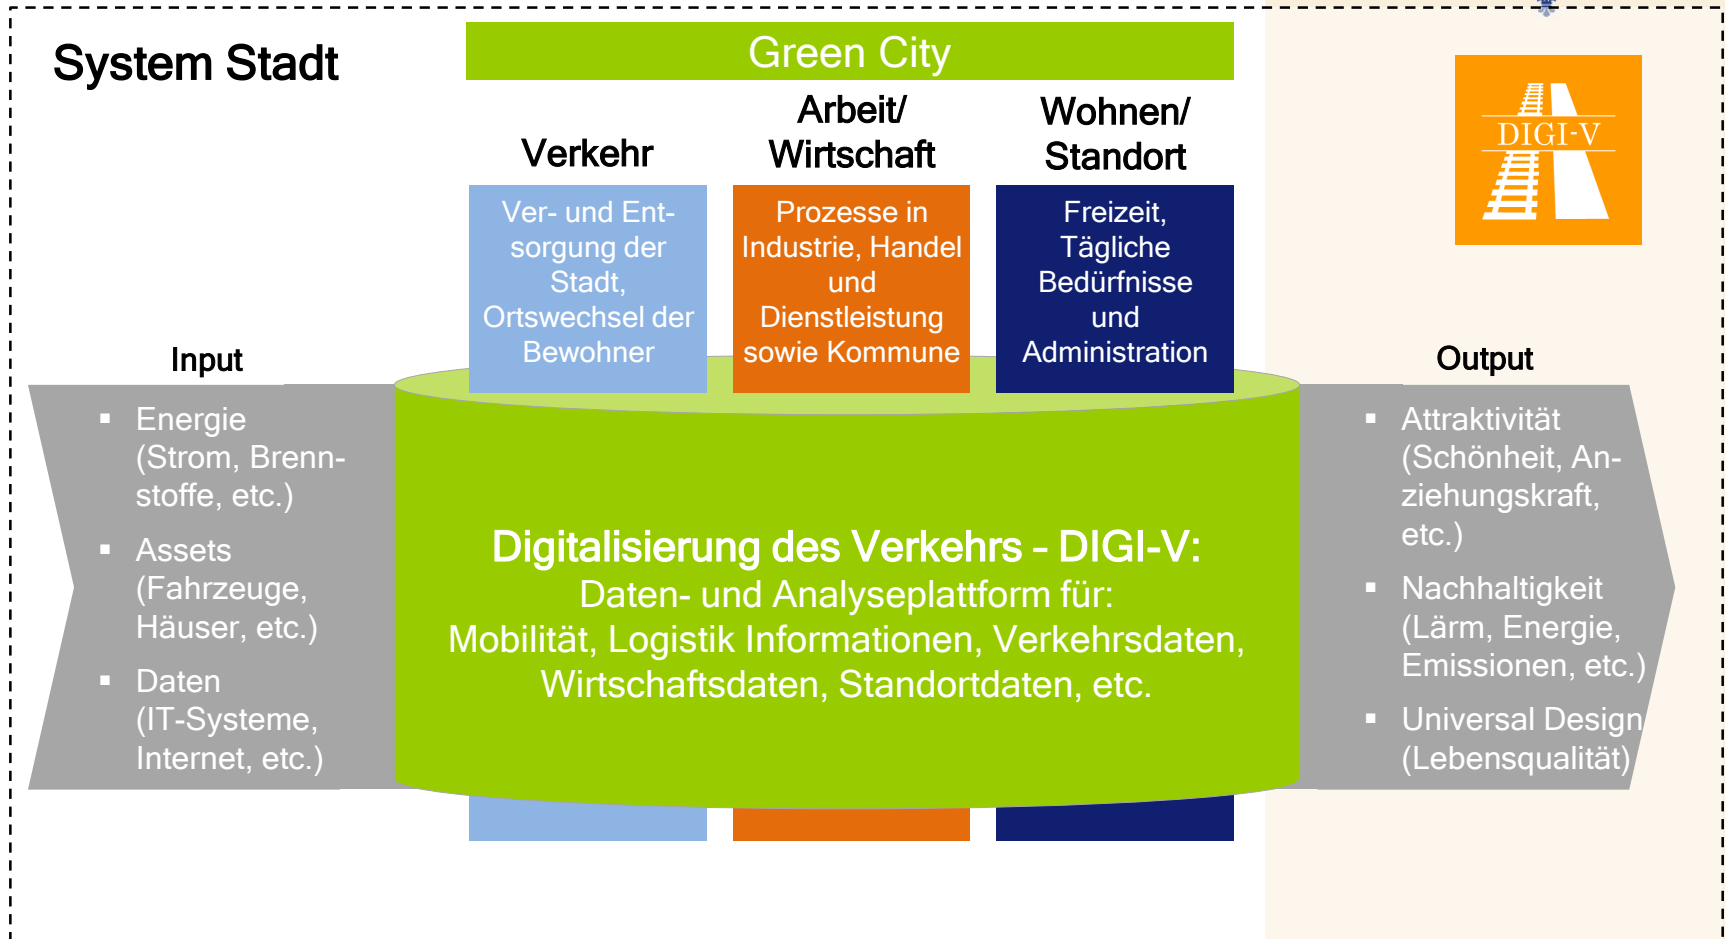 System Stadt
Green City
Verkehr
Arbeit/
Wirtschaft
Wohnen/
Standort
DIGI-V
Ver- und Ent-
sorgung der
Stadt,
Ortswechsel der
Bewohner
Prozesse in
Industrie, Handel
und
Dienstleistung
sowie Kommune
Freizeit,
Tägliche
Bedürfnisse
und
Administration
Input
▪ Energie
(Strom, Brenn-
stoffe, etc.)
▪ Assets
(Fahrzeuge,
Häuser, etc.)
▪ Daten
(IT-Systeme,
Internet, etc.)
Digitalisierung des Verkehrs – DIGI-V:
Daten- und Analyseplattform für:
Mobilität, Logistik Informationen, Verkehrsdaten,
Wirtschaftsdaten, Standortdaten, etc.
Output
▪ Attraktivität
(Schönheit, An-
ziehungskraft,
etc.)
▪ Nachhaltigkeit
(Lärm, Energie,
Emissionen, etc.)
▪ Universal Design
(Lebensqualität)